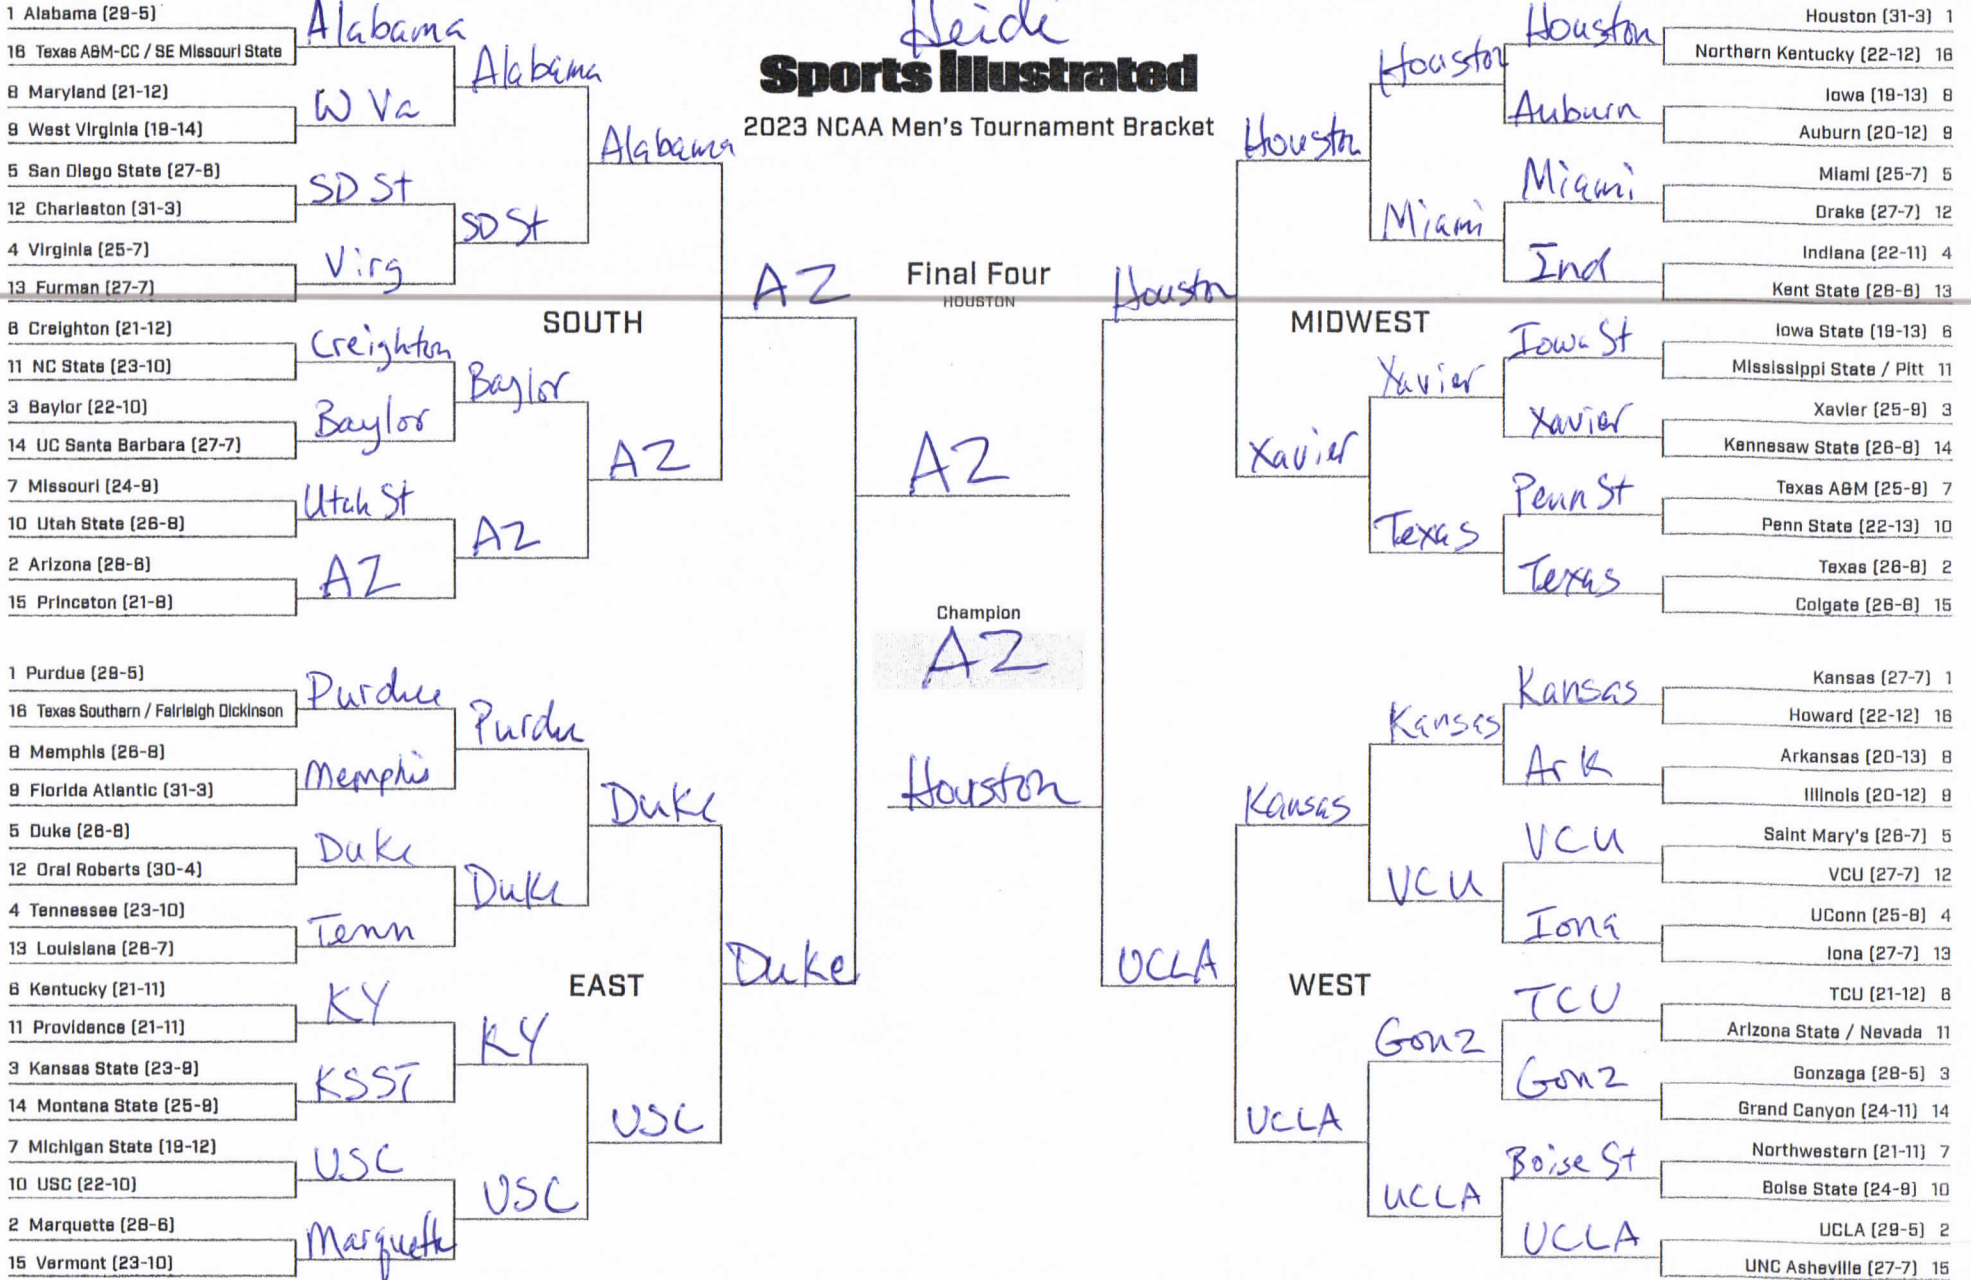 Heidi
Sports Illustrated
2023 NCAA Men's Tournament Bracket
1 Alabama (29-5)
16 Texas A&M-CC / SE Missouri State
8 Maryland (21-12)
9 West Virginia (19-14)
5 San Diego State (27-6)
12 Charleston (31-3)
4 Virginia (25-7)
13 Furman (27-7)
6 Creighton (21-12)
11 NC State (23-10)
3 Baylor (22-10)
14 UC Santa Barbara (27-7)
7 Missouri (24-9)
10 Utah State (26-8)
2 Arizona (28-6)
15 Princeton (21-8)
Alabama
W Va
SD St
Virg
Creighton
Baylor
Utah St
AZ
Alabama
SD St
Baylor
AZ
Alabama
AZ
AZ
SOUTH
1 Purdue (29-5)
16 Texas Southern / Fairleigh Dickinson
8 Memphis (26-8)
9 Florida Atlantic (31-3)
5 Duke (26-8)
12 Oral Roberts (30-4)
4 Tennessee (23-10)
13 Louisiana (26-7)
6 Kentucky (21-11)
11 Providence (21-11)
3 Kansas State (23-9)
14 Montana State (25-9)
7 Michigan State (19-12)
10 USC (22-10)
2 Marquette (28-6)
15 Vermont (23-10)
Purdue
Memphis
Duke
Tenn
KY
KSST
USC
Marquette
Purdu
Duke
KY
USC
Duke
USC
Duke
EAST
Final Four
HOUSTON
AZ
Champion
AZ
Houston
Houston (31-3) 1
Northern Kentucky (22-12) 16
Iowa (19-13) 8
Auburn (20-12) 9
Miami (25-7) 5
Drake (27-7) 12
Indiana (22-11) 4
Kent State (28-6) 13
Iowa State (19-13) 6
Mississippi State / Pitt 11
Xavier (25-9) 3
Kennesaw State (26-8) 14
Texas A&M (25-9) 7
Penn State (22-13) 10
Texas (26-8) 2
Colgate (26-8) 15
Houston
Auburn
Miami
Ind
Iowa St
Xavier
Penn St
Texas
Houston
Miami
Xavier
Texas
Houston
Xavier
Houston
MIDWEST
Kansas (27-7) 1
Howard (22-12) 16
Arkansas (20-13) 8
Illinois (20-12) 9
Saint Mary's (26-7) 5
VCU (27-7) 12
UConn (25-8) 4
Iona (27-7) 13
TCU (21-12) 6
Arizona State / Nevada 11
Gonzaga (28-5) 3
Grand Canyon (24-11) 14
Northwestern (21-11) 7
Boise State (24-9) 10
UCLA (29-5) 2
UNC Asheville (27-7) 15
Kansas
Ark
VCU
Iona
TCU
Gonz
Boise St
UCLA
Kansas
VCU
Gonz
UCLA
Kansas
UCLA
UCLA
WEST